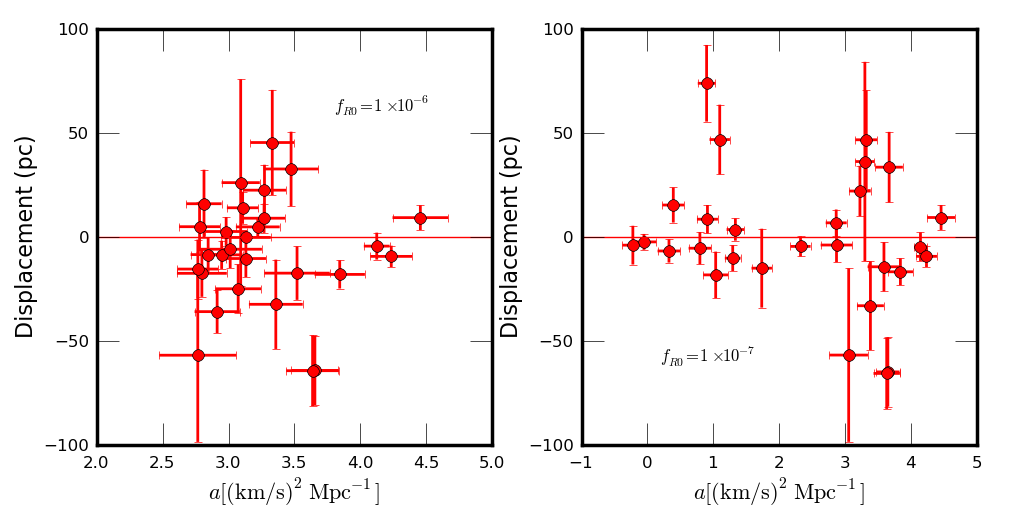 100
50
0
−50
−100
2.0 2.5 3.0 3.5 4.0 4.5 5.0
Displacement (pc)
a[(km/s)² Mpc⁻¹]
f_R0 = 1 × 10⁻⁶
100
50
0
−50
−100
−1 0 1 2 3 4 5
Displacement (pc)
a[(km/s)² Mpc⁻¹]
f_R0 = 1 × 10⁻⁷